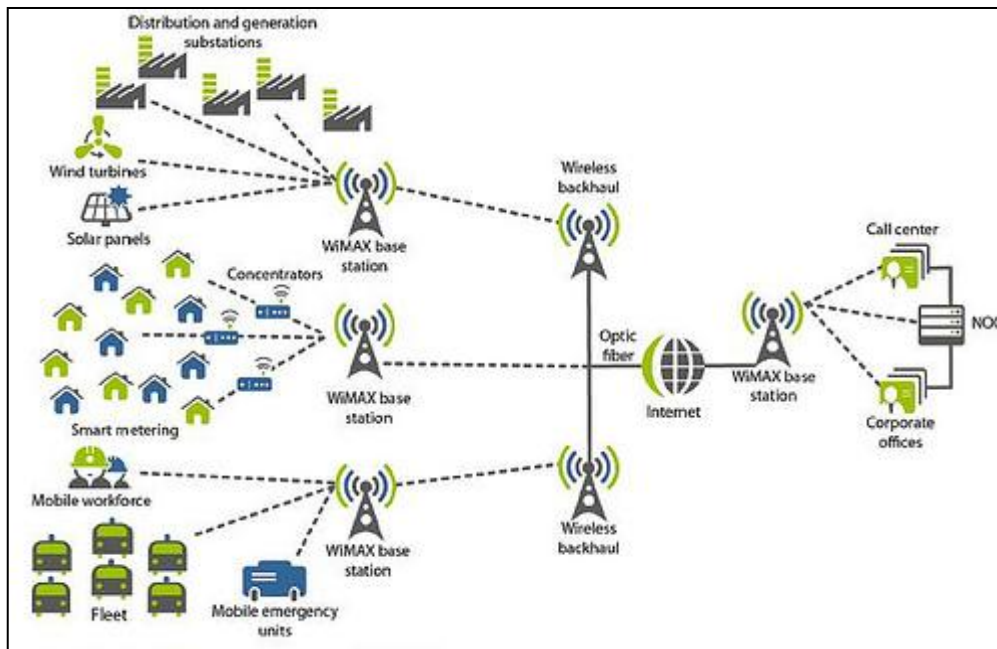 Distribution and generation
substations
Wind turbines
Solar panels
WiMAX base
station
Wireless
backhaul
Call center
Concentrators
NOC
Optic
fiber
Internet
WiMAX base
station
WiMAX base
station
Smart metering
Corporate
offices
Mobile workforce
WiMAX base
station
Wireless
backhaul
Fleet
Mobile emergency
units